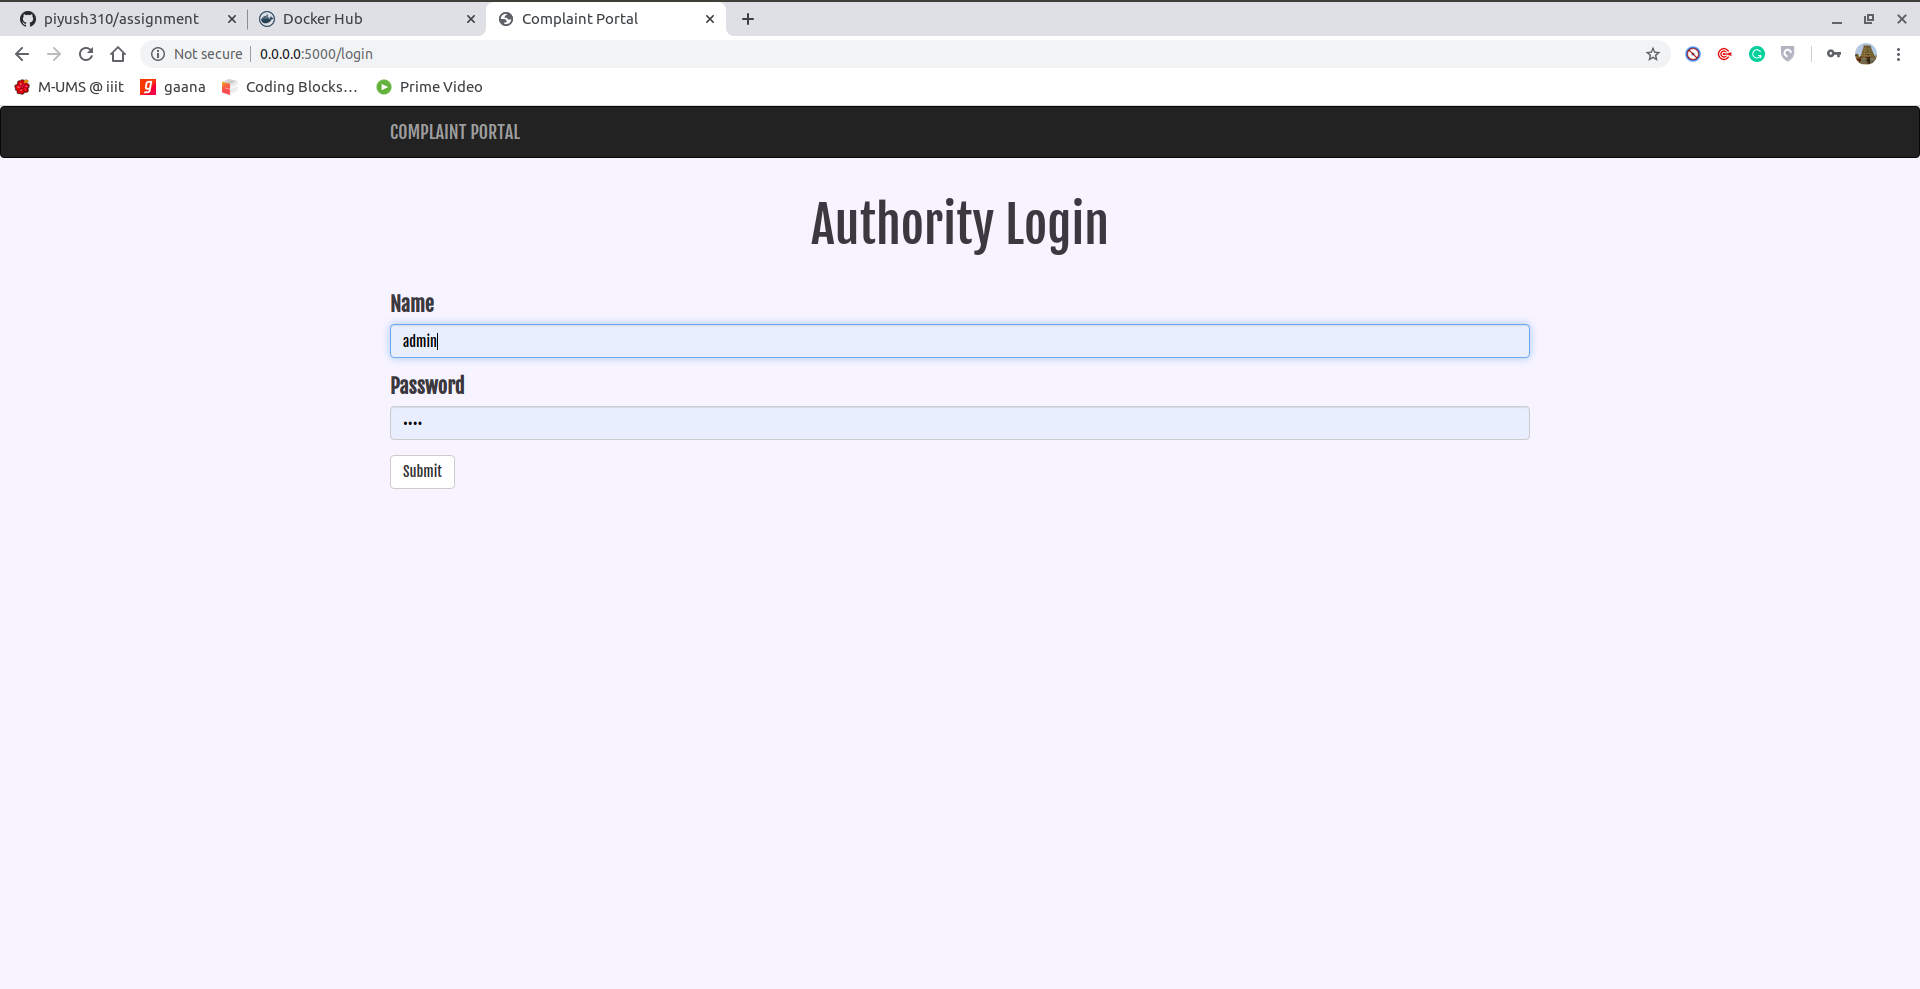 piyush310/assignment
Docker Hub
Complaint Portal
Not secure
0.0.0.0:5000/login
M-UMS @ iiit
gaana
Coding Blocks...
Prime Video
COMPLAINT PORTAL
Authority Login
Name
admin
Password
••••
Submit